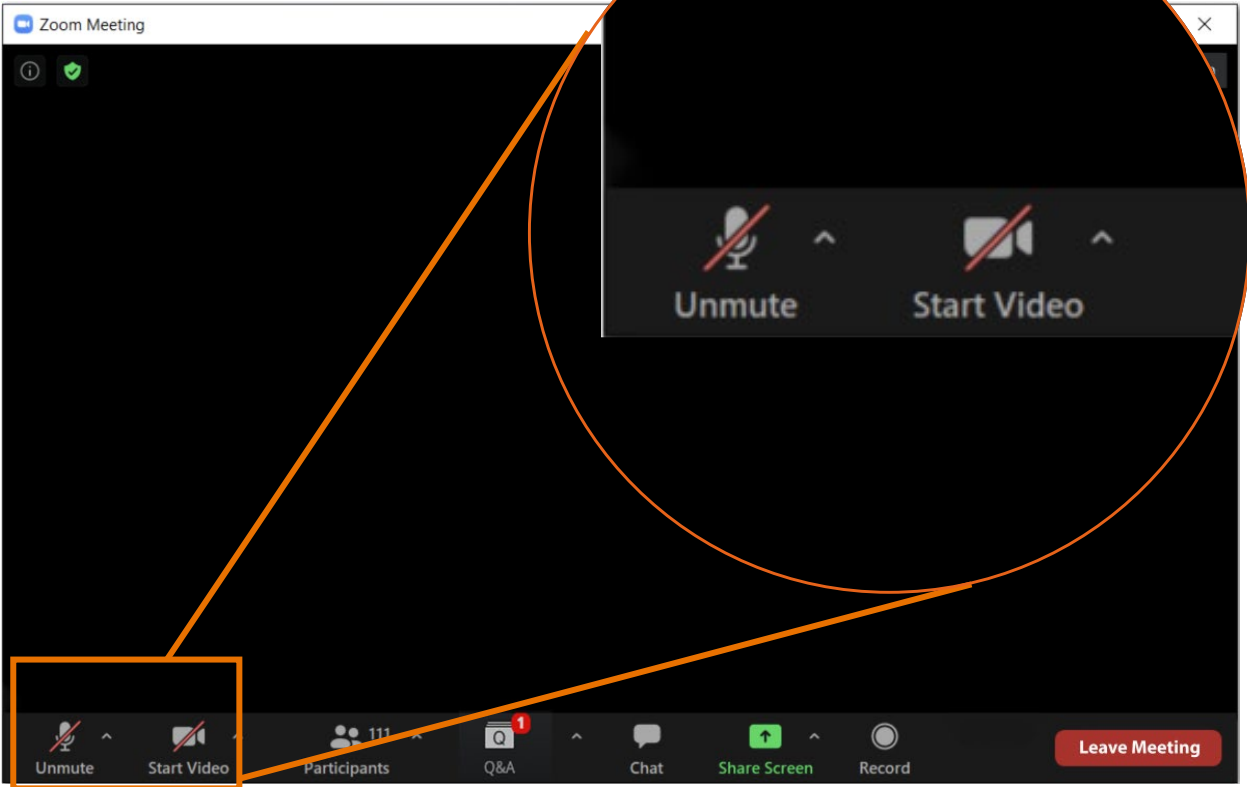 Zoom Meeting
Unmute
Start Video
111
1
Q
Unmute
Start Video
Participants
Q&A
Chat
Share Screen
Record
Leave Meeting